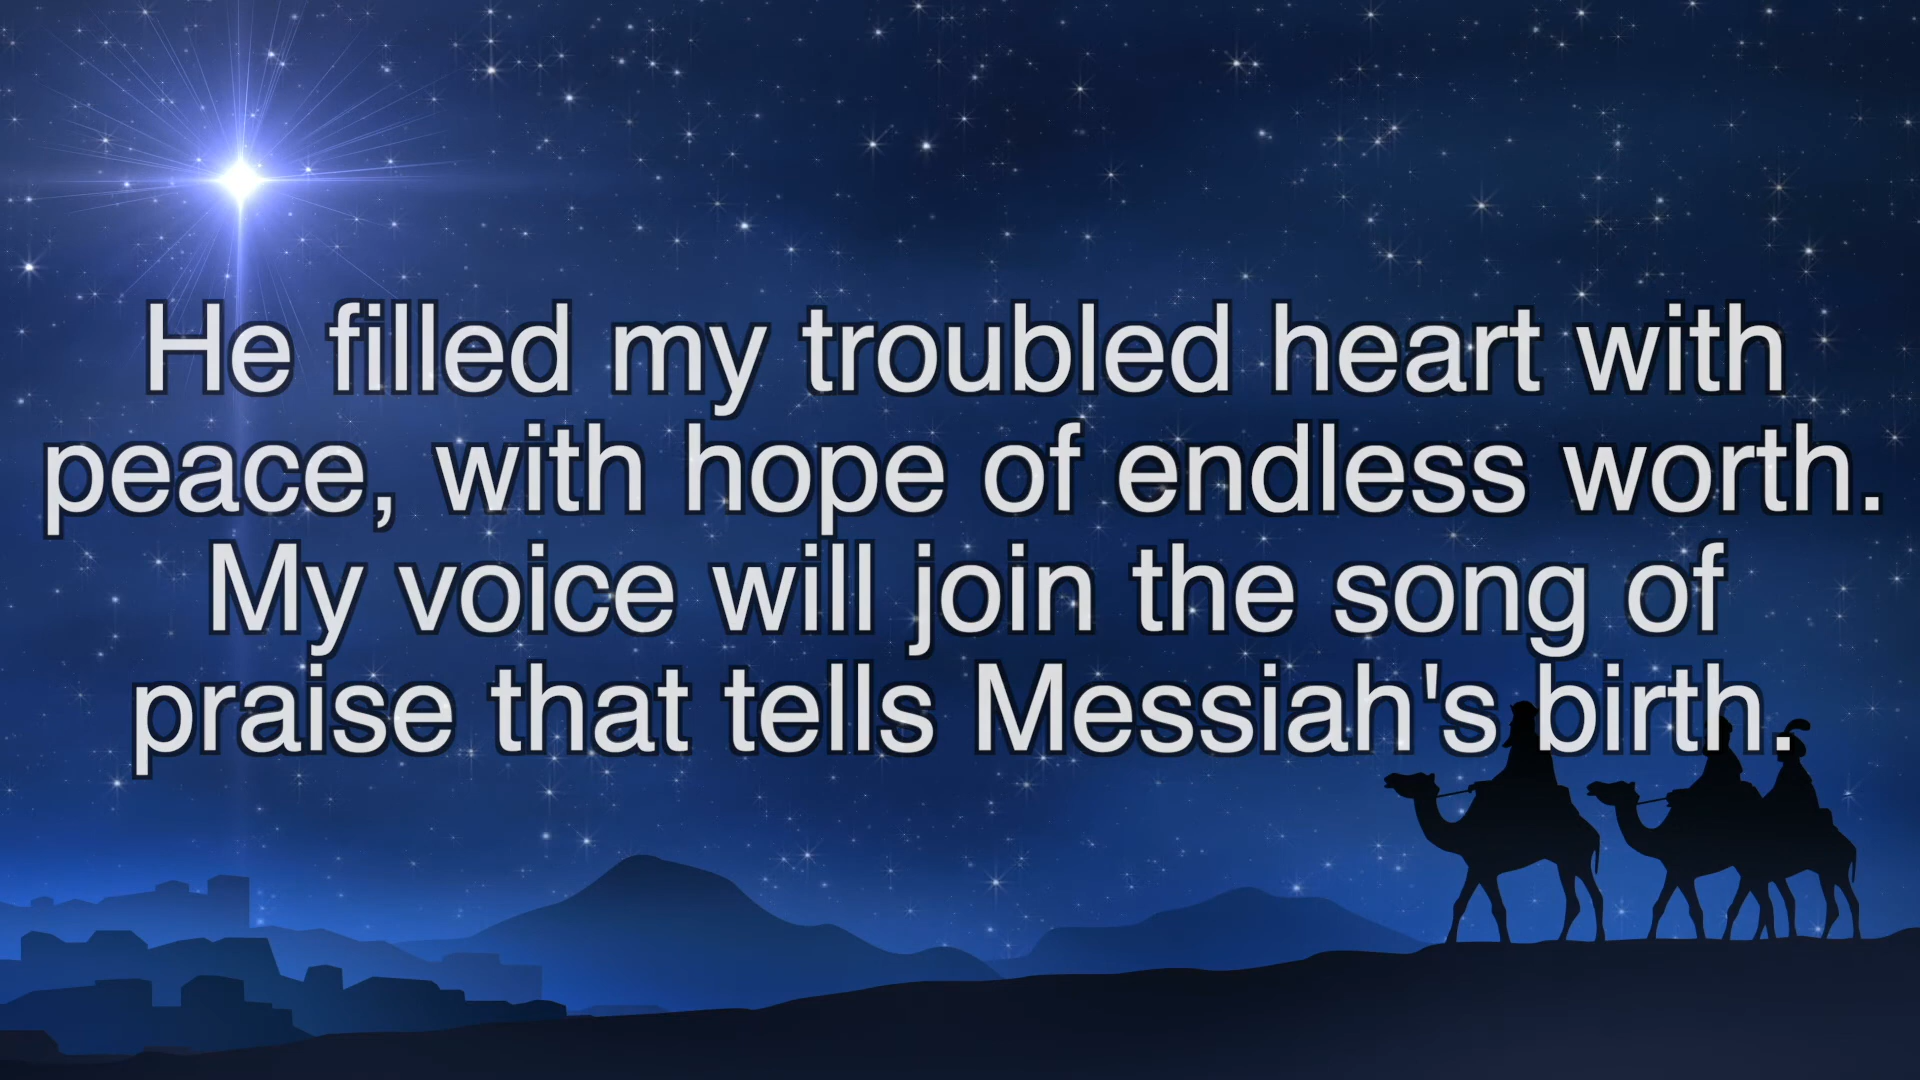 He filled my troubled heart with
peace, with hope of endless worth.
My voice will join the song of
praise that tells Messiah's birth.